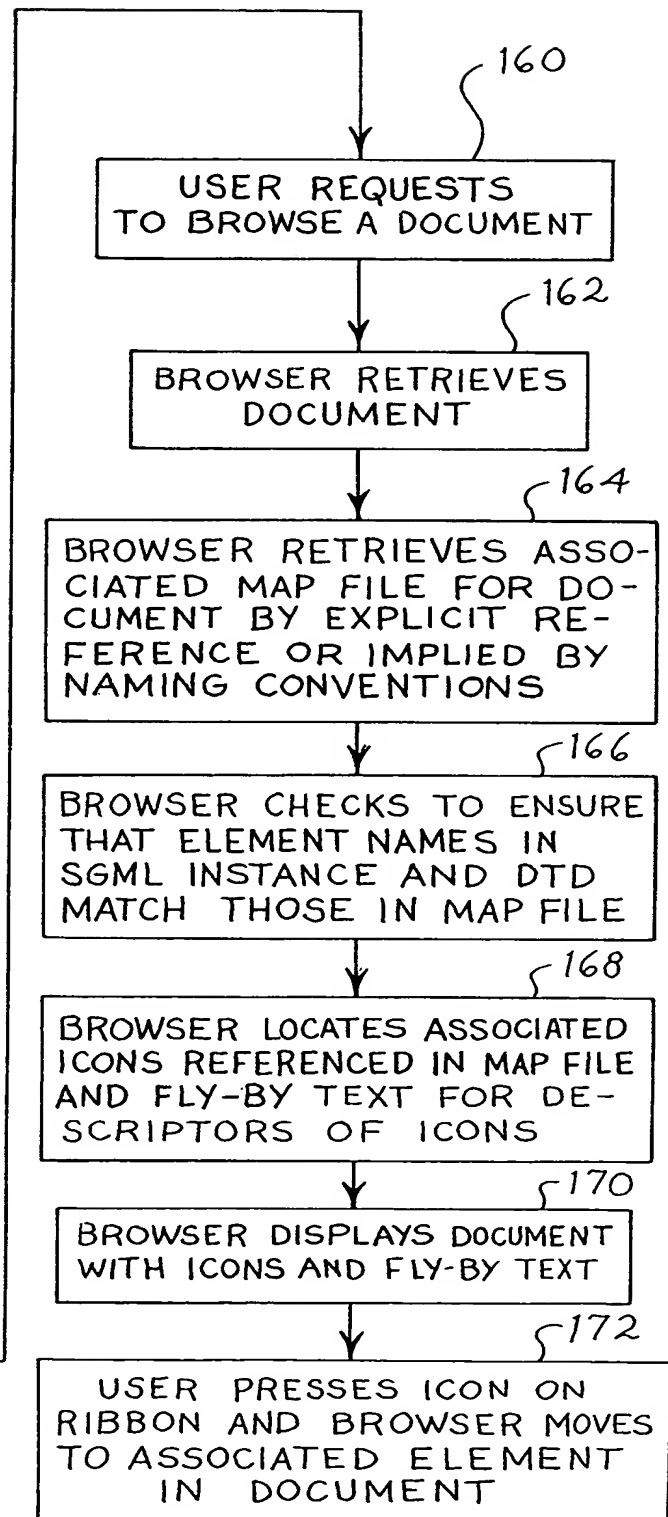 160
USER REQUESTS
TO BROWSE A DOCUMENT
162
BROWSER RETRIEVES
DOCUMENT
164
BROWSER RETRIEVES ASSO-
CIATED MAP FILE FOR DO-
CUMENT BY EXPLICIT RE-
FERENCE OR IMPLIED BY
NAMING CONVENTIONS
166
BROWSER CHECKS TO ENSURE
THAT ELEMENT NAMES IN
SGML INSTANCE AND DTD
MATCH THOSE IN MAP FILE
168
BROWSER LOCATES ASSOCIATED
ICONS REFERENCED IN MAP FILE
AND FLY-BY TEXT FOR DE-
SCRIPTORS OF ICONS
170
BROWSER DISPLAYS DOCUMENT
WITH ICONS AND FLY-BY TEXT
172
USER PRESSES ICON ON
RIBBON AND BROWSER MOVES
TO ASSOCIATED ELEMENT
IN DOCUMENT